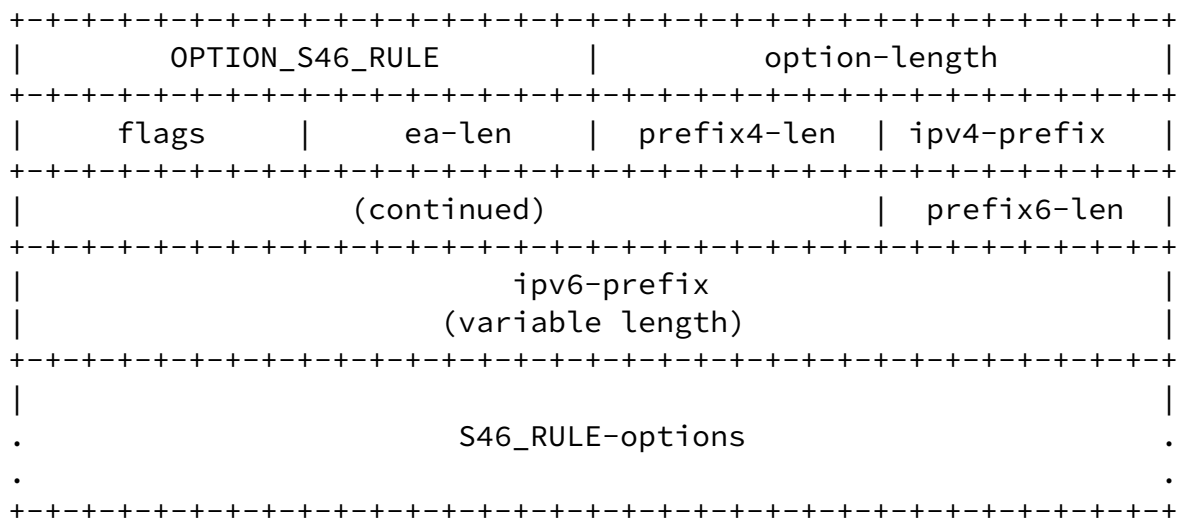 +-+-+-+-+-+-+-+-+-+-+-+-+-+-+-+-+-+-+-+-+-+-+-+-+-+-+-+-+-+-+-+-+
|        OPTION_S46_RULE        |         option-length         |
+-+-+-+-+-+-+-+-+-+-+-+-+-+-+-+-+-+-+-+-+-+-+-+-+-+-+-+-+-+-+-+-+
|     flags     |     ea-len    |  prefix4-len  | ipv4-prefix   |
+-+-+-+-+-+-+-+-+-+-+-+-+-+-+-+-+-+-+-+-+-+-+-+-+-+-+-+-+-+-+-+-+
|                  (continued)                  |  prefix6-len  |
+-+-+-+-+-+-+-+-+-+-+-+-+-+-+-+-+-+-+-+-+-+-+-+-+-+-+-+-+-+-+-+-+
|                           ipv6-prefix                         |
|                       (variable length)                       |
+-+-+-+-+-+-+-+-+-+-+-+-+-+-+-+-+-+-+-+-+-+-+-+-+-+-+-+-+-+-+-+-+
|                                                               |
.                        S46_RULE-options                       .
.                                                               .
+-+-+-+-+-+-+-+-+-+-+-+-+-+-+-+-+-+-+-+-+-+-+-+-+-+-+-+-+-+-+-+-+